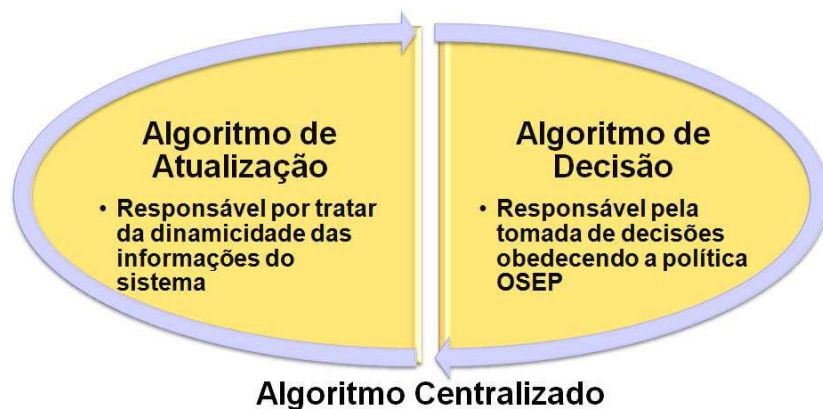 Algoritmo de
Atualização
• Responsável por tratar
da dinamicidade das
informações do
sistema
Algoritmo de
Decisão
• Responsável pela
tomada de decisões
obedecendo a política
OSEP
Algoritmo Centralizado